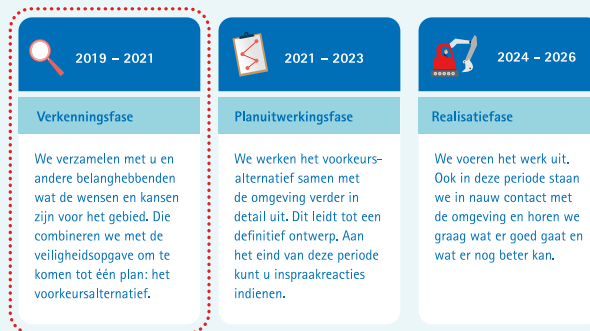 2019 – 2021
Verkenningsfase
We verzamelen met u en
andere belanghebbenden
wat de wensen en kansen
zijn voor het gebied. Die
combineren we met de
veiligheidsopgave om te
komen tot één plan: het
voorkeursalternatief.
2021 – 2023
Planuitwerkingsfase
We werken het voorkeurs-
alternatief samen met
de omgeving verder in
detail uit. Dit leidt tot een
definitief ontwerp. Aan
het eind van deze periode
kunt u inspraakreacties
indienen.
2024 – 2026
Realisatiefase
We voeren het werk uit.
Ook in deze periode staan
we in nauw contact met
de omgeving en horen we
graag wat er goed gaat en
wat er nog beter kan.